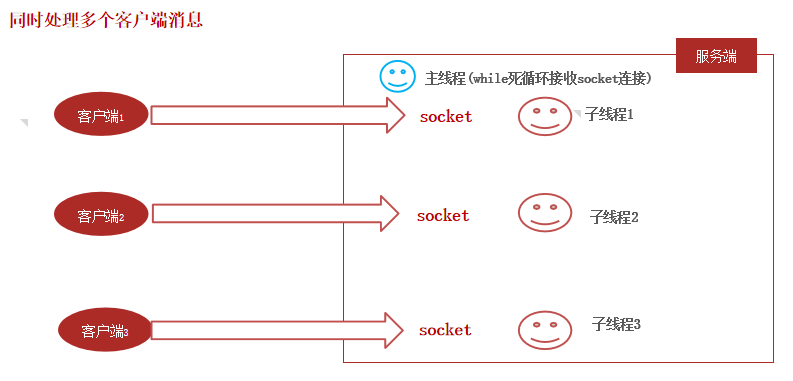 同时处理多个客户端消息
服务端
主线程(while死循环接收socket连接)
客户端1
socket
子线程1
客户端2
socket
子线程2
客户端3
socket
子线程3